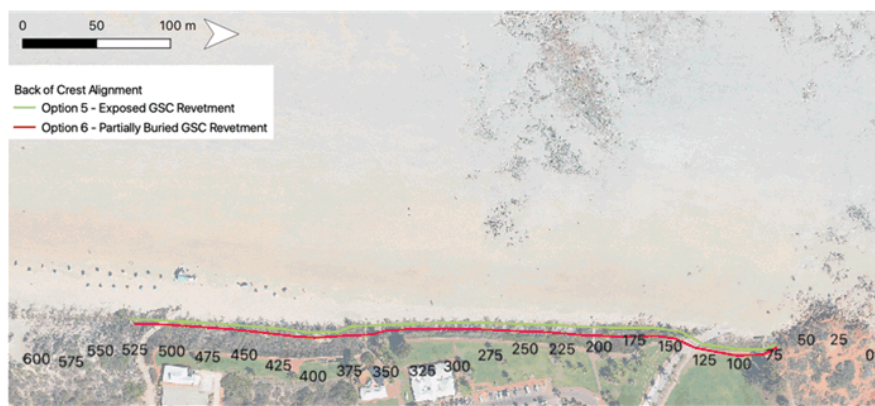 0 50 100 m
Back of Crest Alignment
Option 5 - Exposed GSC Revetment
Option 6 - Partially Buried GSC Revetment
600 575 550 525 500 475 450 425 400 375 350 325 300 275 250 225 200 175 150 125 100 75 50 25 0